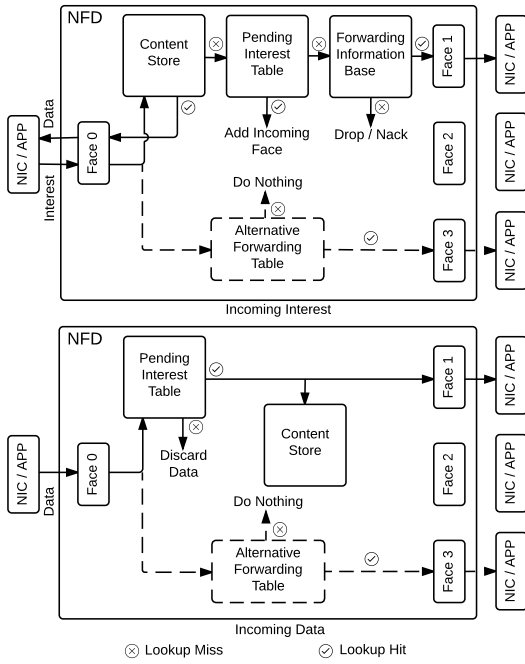 NFD
Content
Store
Pending
Interest
Table
Forwarding
Information
Base
Face 1
NIC / APP
Data
NIC / APP
Face 0
Interest
Add Incoming
Face
Drop / Nack
Face 2
NIC / APP
Do Nothing
Alternative
Forwarding
Table
Face 3
NIC / APP
Incoming Interest
NFD
Pending
Interest
Table
Face 1
NIC / APP
Content
Store
NIC / APP
Data
Face 0
Discard
Data
Face 2
NIC / APP
Do Nothing
Alternative
Forwarding
Table
Face 3
NIC / APP
Incoming Data
Lookup Miss
Lookup Hit